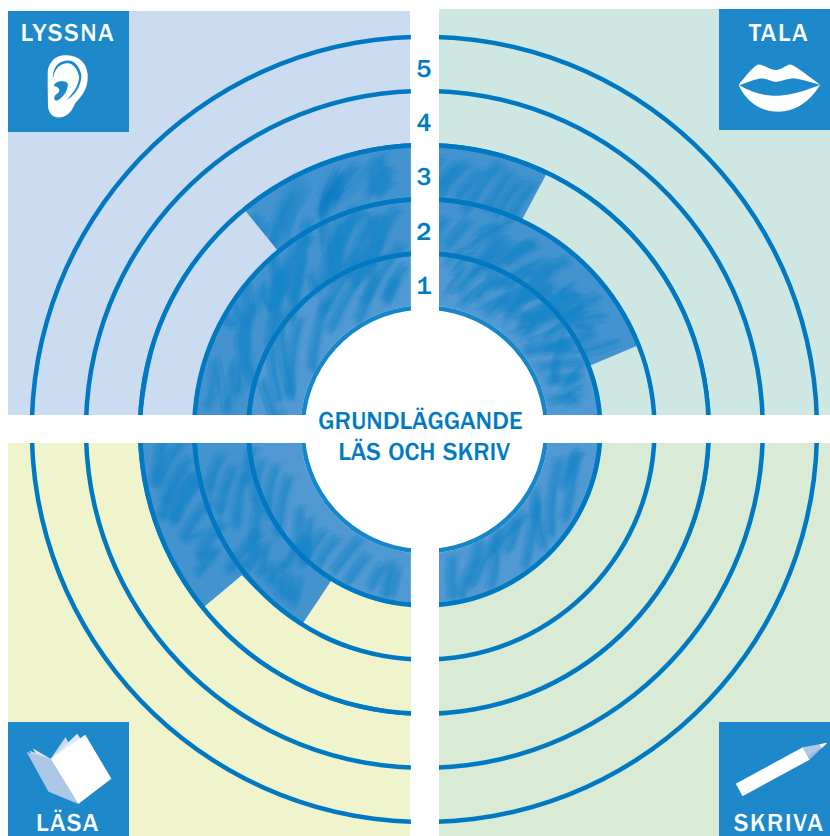 LYSSNA
TALA
5
4
3
2
1
GRUNDLÄGGANDE
LÄS OCH SKRIV
LÄSA
SKRIVA